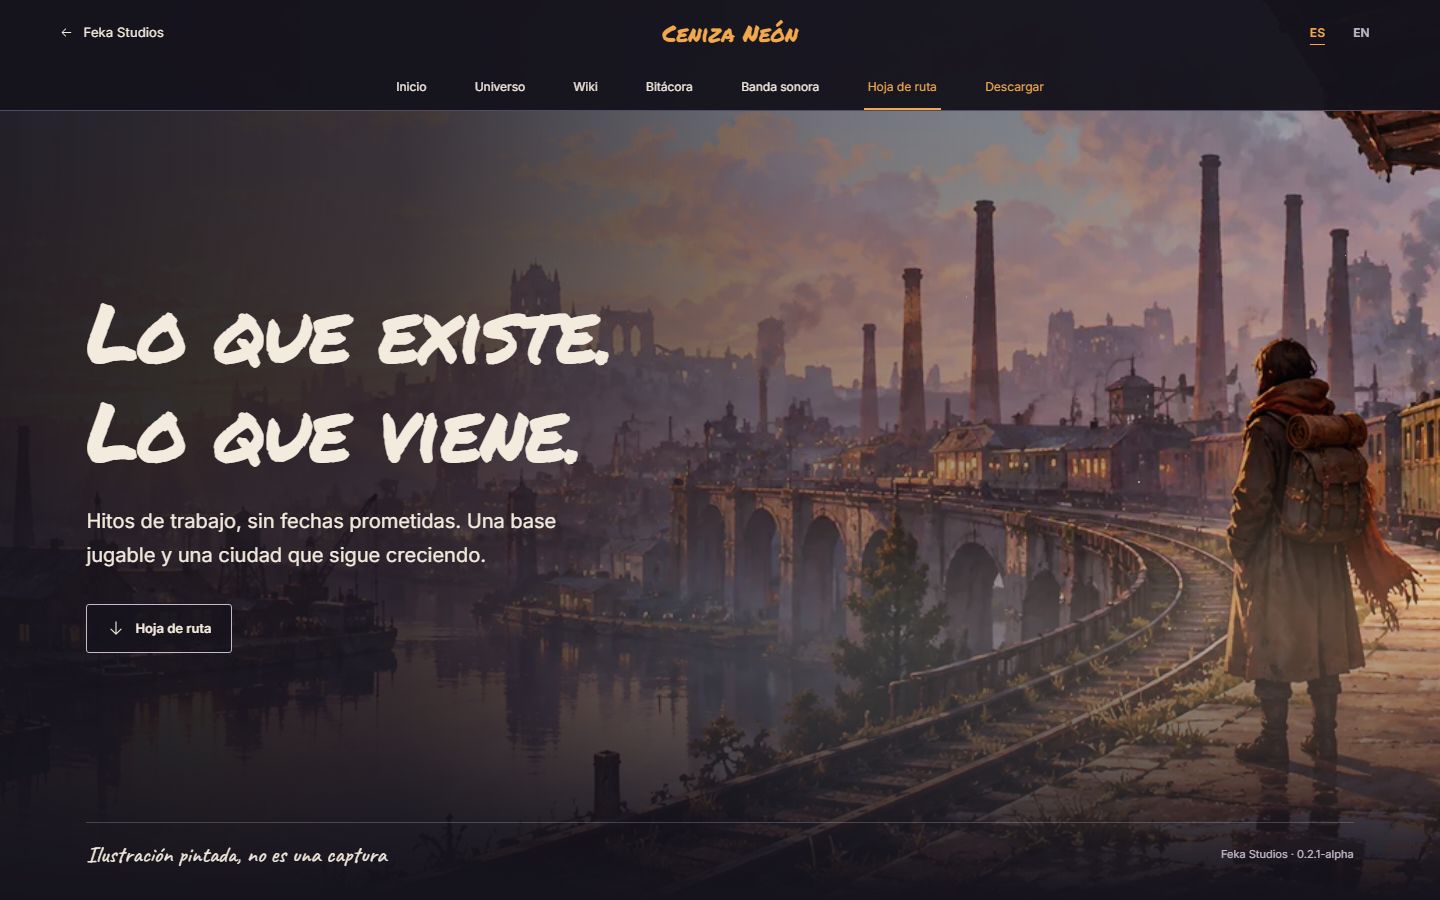 ← Feka Studios
Ceniza Neón
ES EN
Inicio Universo Wiki Bitácora Banda sonora Hoja de ruta Descargar
Lo que existe.
Lo que viene.
Hitos de trabajo, sin fechas prometidas. Una base
jugable y una ciudad que sigue creciendo.
↓ Hoja de ruta
Ilustración pintada, no es una captura
Feka Studios · 0.2.1-alpha